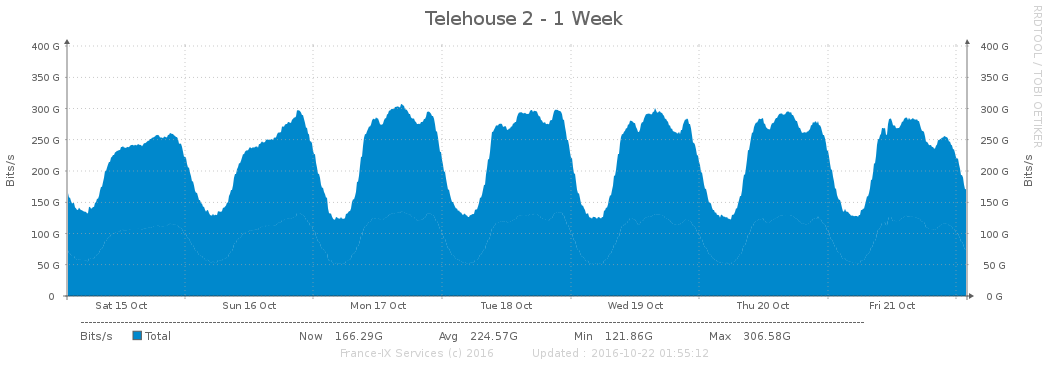 Telehouse 2 - 1 Week
RRDTOOL / TOBI OETIKER
Bits/s
400 G
350 G
300 G
250 G
200 G
150 G
100 G
50 G
0
400 G
350 G
300 G
250 G
200 G
150 G
100 G
50 G
0 G
Bits/s
Sat 15 Oct Sun 16 Oct Mon 17 Oct Tue 18 Oct Wed 19 Oct Thu 20 Oct Fri 21 Oct
Bits/s Total Now 166.29G Avg 224.57G Min 121.86G Max 306.58G
France-IX Services (c) 2016 Updated : 2016-10-22 01:55:12